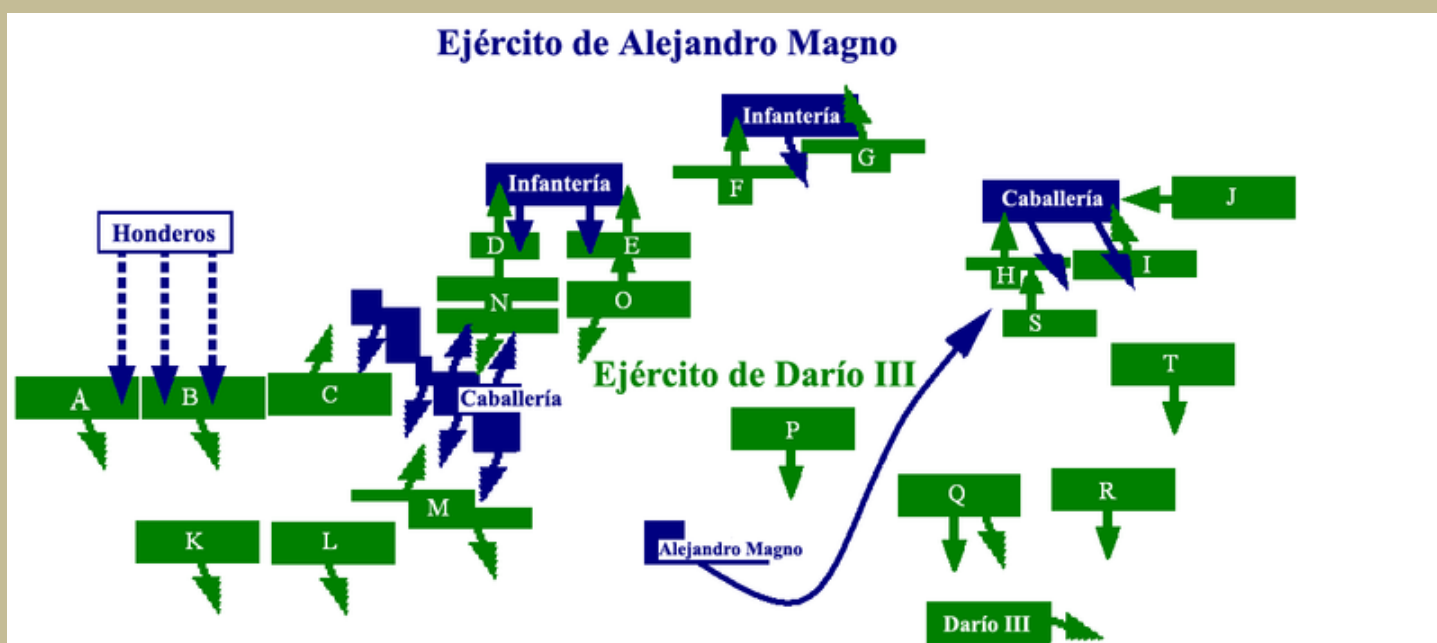 Ejército de Alejandro Magno
Infantería
G
F
Infantería
Caballería
J
Honderos
D
E
H
I
N
O
S
Ejército de Darío III
T
A
B
C
Caballería
P
M
Q
R
K
L
Alejandro Magno
Darío III